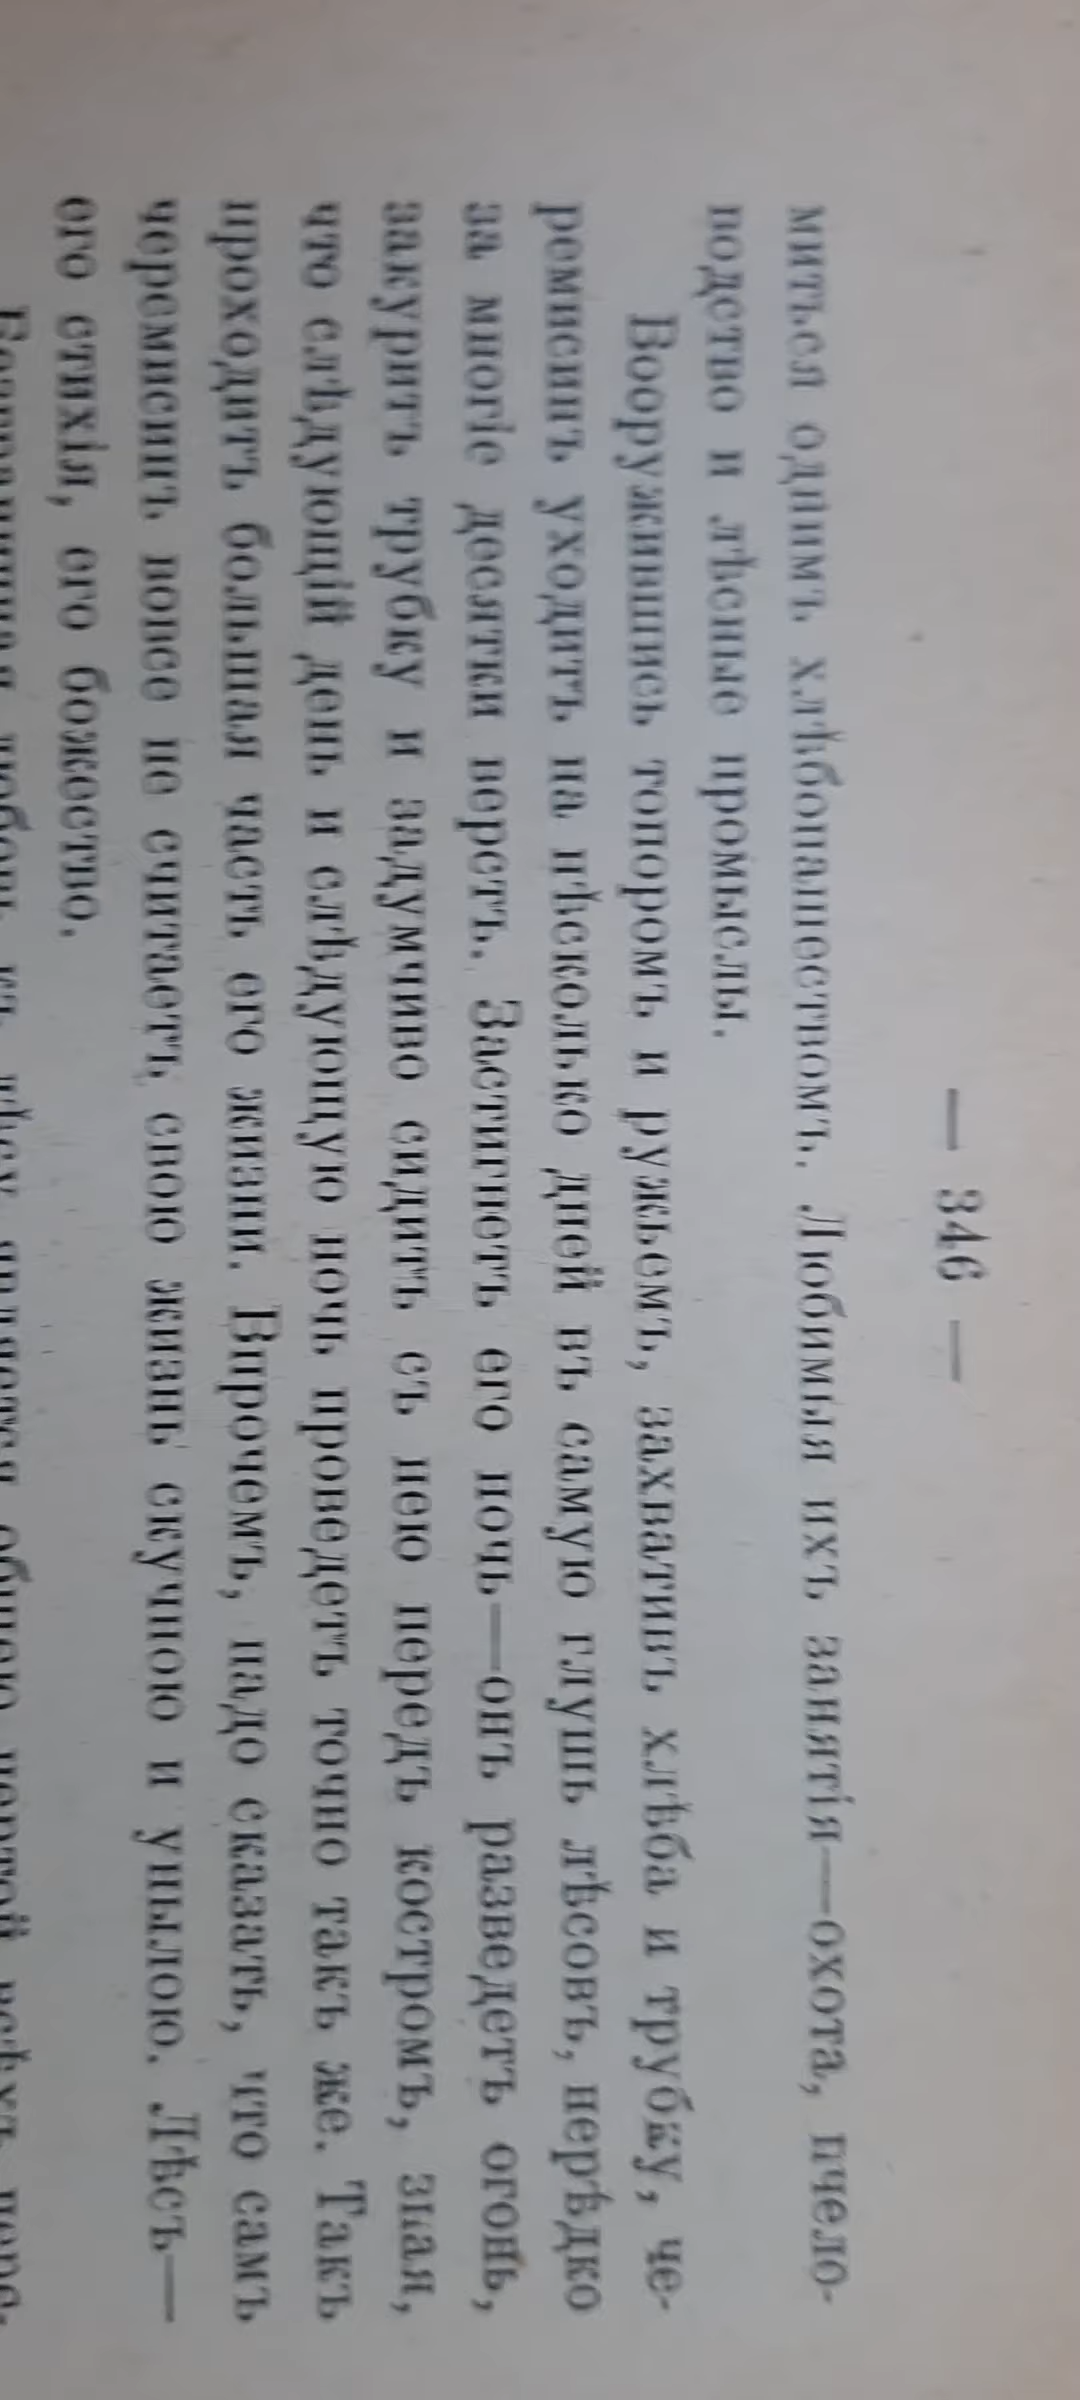 — 346 —
миться однимъ хлѣбопашествомъ. Любимыя ихъ занятія—охота, пчело-
водство и лѣсные промыслы.
Вооружившись топоромъ и ружьемъ, захвативъ хлѣба и трубку, че-
ремисинъ уходитъ на нѣсколько дней въ самую глушь лѣсовъ, нерѣдко
за многіе десятки верстъ. Застигнетъ его ночь—онъ разведетъ огонь,
закуритъ трубку и задумчиво сидитъ съ нею передъ костромъ, зная,
что слѣдующій день и слѣдующую ночь проведетъ точно такъ же. Такъ
проходитъ большая часть его жизни. Впрочемъ, надо сказать, что самъ
черемисинъ вовсе не считаетъ свою жизнь скучною и унылою. Лѣсъ—
его стихія, его божество.